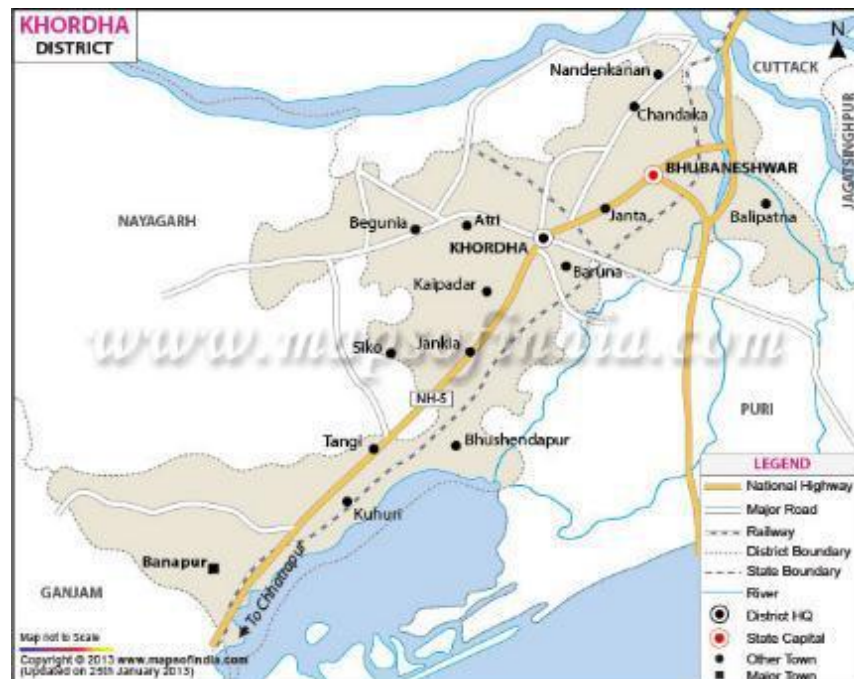 KHORDHA
DISTRICT
N
CUTTACK
JAGATSINGHPUR
Nandenkanan
Chandaka
BHUBANESHWAR
NAYAGARH
Begunia
Atri
Janta
Balipatna
KHORDHA
Baruna
Kaipadar
www.mapsofindia.com
Siko
Jankia
NH-5
PURI
Tangi
Bhushendapur
Kuhuri
Banapur
To Chhatrapur
GANJAM
LEGEND
National Highway
Major Road
Railway
District Boundary
State Boundary
River
District HQ
State Capital
Other Town
Major Town
Map not to Scale
Copyright © 2013 www.mapsofindia.com
(Updated on 25th January 2013)